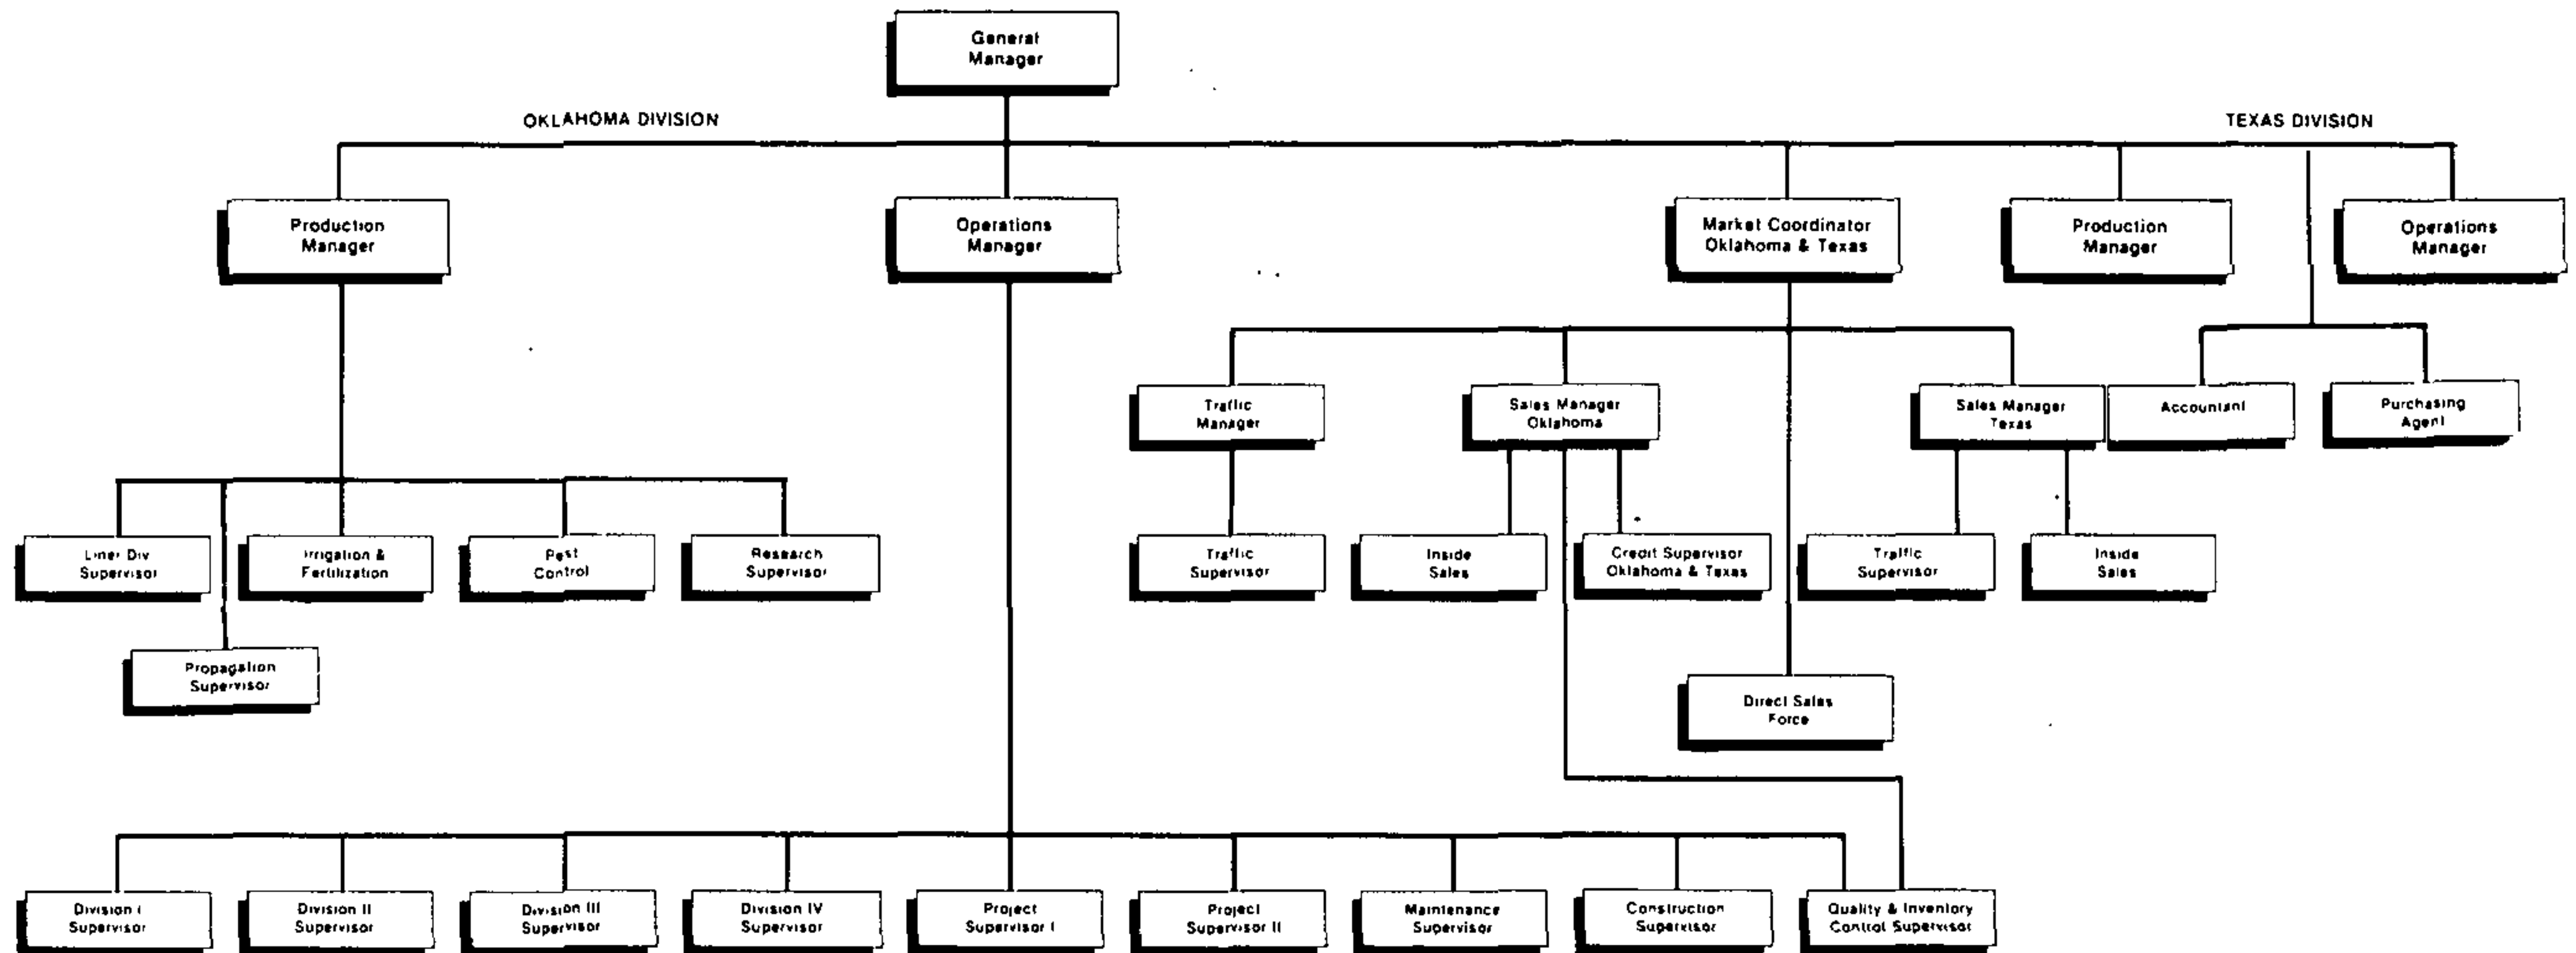 General
Manager
OKLAHOMA DIVISION
TEXAS DIVISION
Production
Manager
Operations
Manager
Market Coordinator
Oklahoma & Texas
Production
Manager
Operations
Manager
Traffic
Manager
Sales Manager
Oklahoma
Sales Manager
Texas
Accountant
Purchasing
Agent
Liner Div
Supervisor
Irrigation &
Fertilization
Pest
Control
Research
Supervisor
Traffic
Supervisor
Inside
Sales
Credit Supervisor
Oklahoma & Texas
Traffic
Supervisor
Inside
Sales
Propagation
Supervisor
Direct Sales
Force
Division I
Supervisor
Division II
Supervisor
Division III
Supervisor
Division IV
Supervisor
Project
Supervisor I
Project
Supervisor II
Maintenance
Supervisor
Construction
Supervisor
Quality & Inventory
Control Supervisor